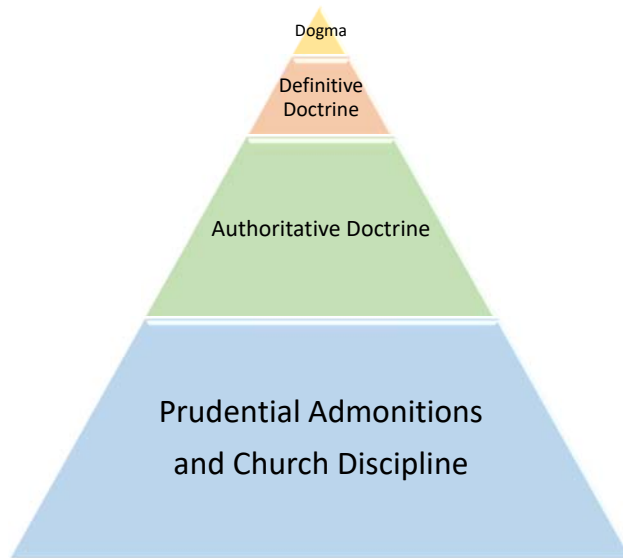 Dogma
Definitive
Doctrine
Authoritative Doctrine
Prudential Admonitions
and Church Discipline